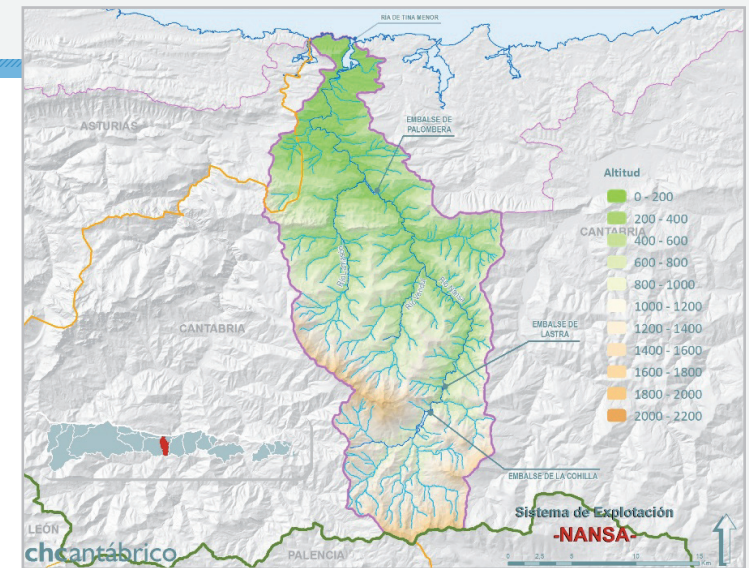 RIA DE TINA MENOR
ASTURIAS
EMBALSE DE
PALOMBERA
Altitud
0 - 200
200 - 400
CANTABRIA
400 - 600
600 - 800
800 - 1000
1000 - 1200
1200 - 1400
1400 - 1600
1600 - 1800
1800 - 2000
2000 - 2200
CANTABRIA
EMBALSE DE
LASTRA
EMBALSE DE LA COHILLA
Sistema de Explotación
-NANSA-
LEÓN
chcantábrico
PALENCIA
0 2,5 5 10 15
Km